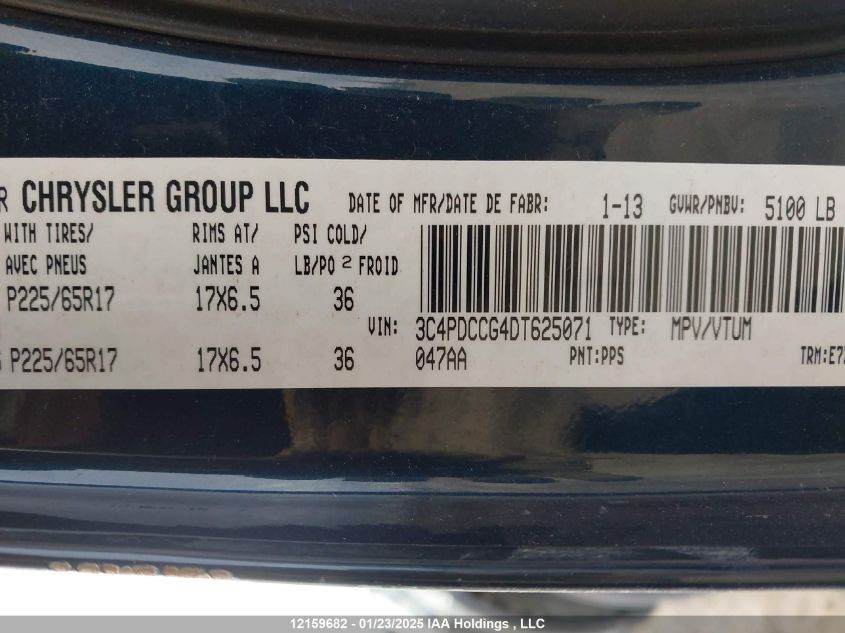 R CHRYSLER GROUP LLC DATE OF MFR/DATE DE FABR: 1-13 GVWR/PNBV: 5100 LB
WITH TIRES/ RIMS AT/ PSI COLD/
AVEC PNEUS JANTES A LB/PO 2 FROID
P225/65R17 17X6.5 36
VIN: 3C4PDCCG4DT625071 TYPE: MPV/VTUM
P225/65R17 17X6.5 36 047AA PNT:PPS TRM:E7
12159682 - 01/23/2025 IAA Holdings , LLC